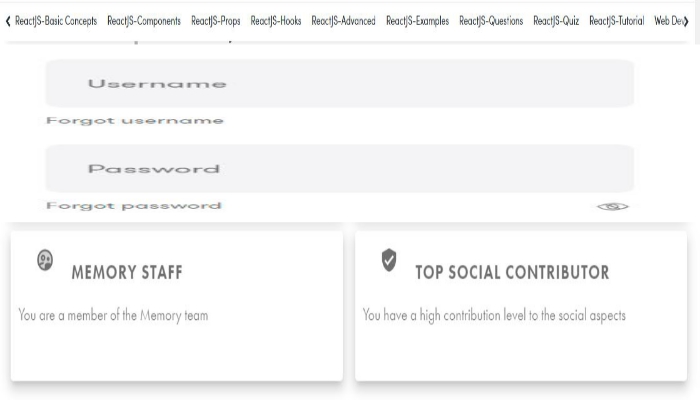 ReactJS-Basic Concepts ReactJS-Components ReactJS-Props ReactJS-Hooks ReactJS-Advanced ReactJS-Examples ReactJS-Questions ReactJS-Quiz ReactJS-Tutorial Web Dev
Username
Forgot username
Password
Forgot password
MEMORY STAFF
You are a member of the Memory team
TOP SOCIAL CONTRIBUTOR
You have a high contribution level to the social aspects